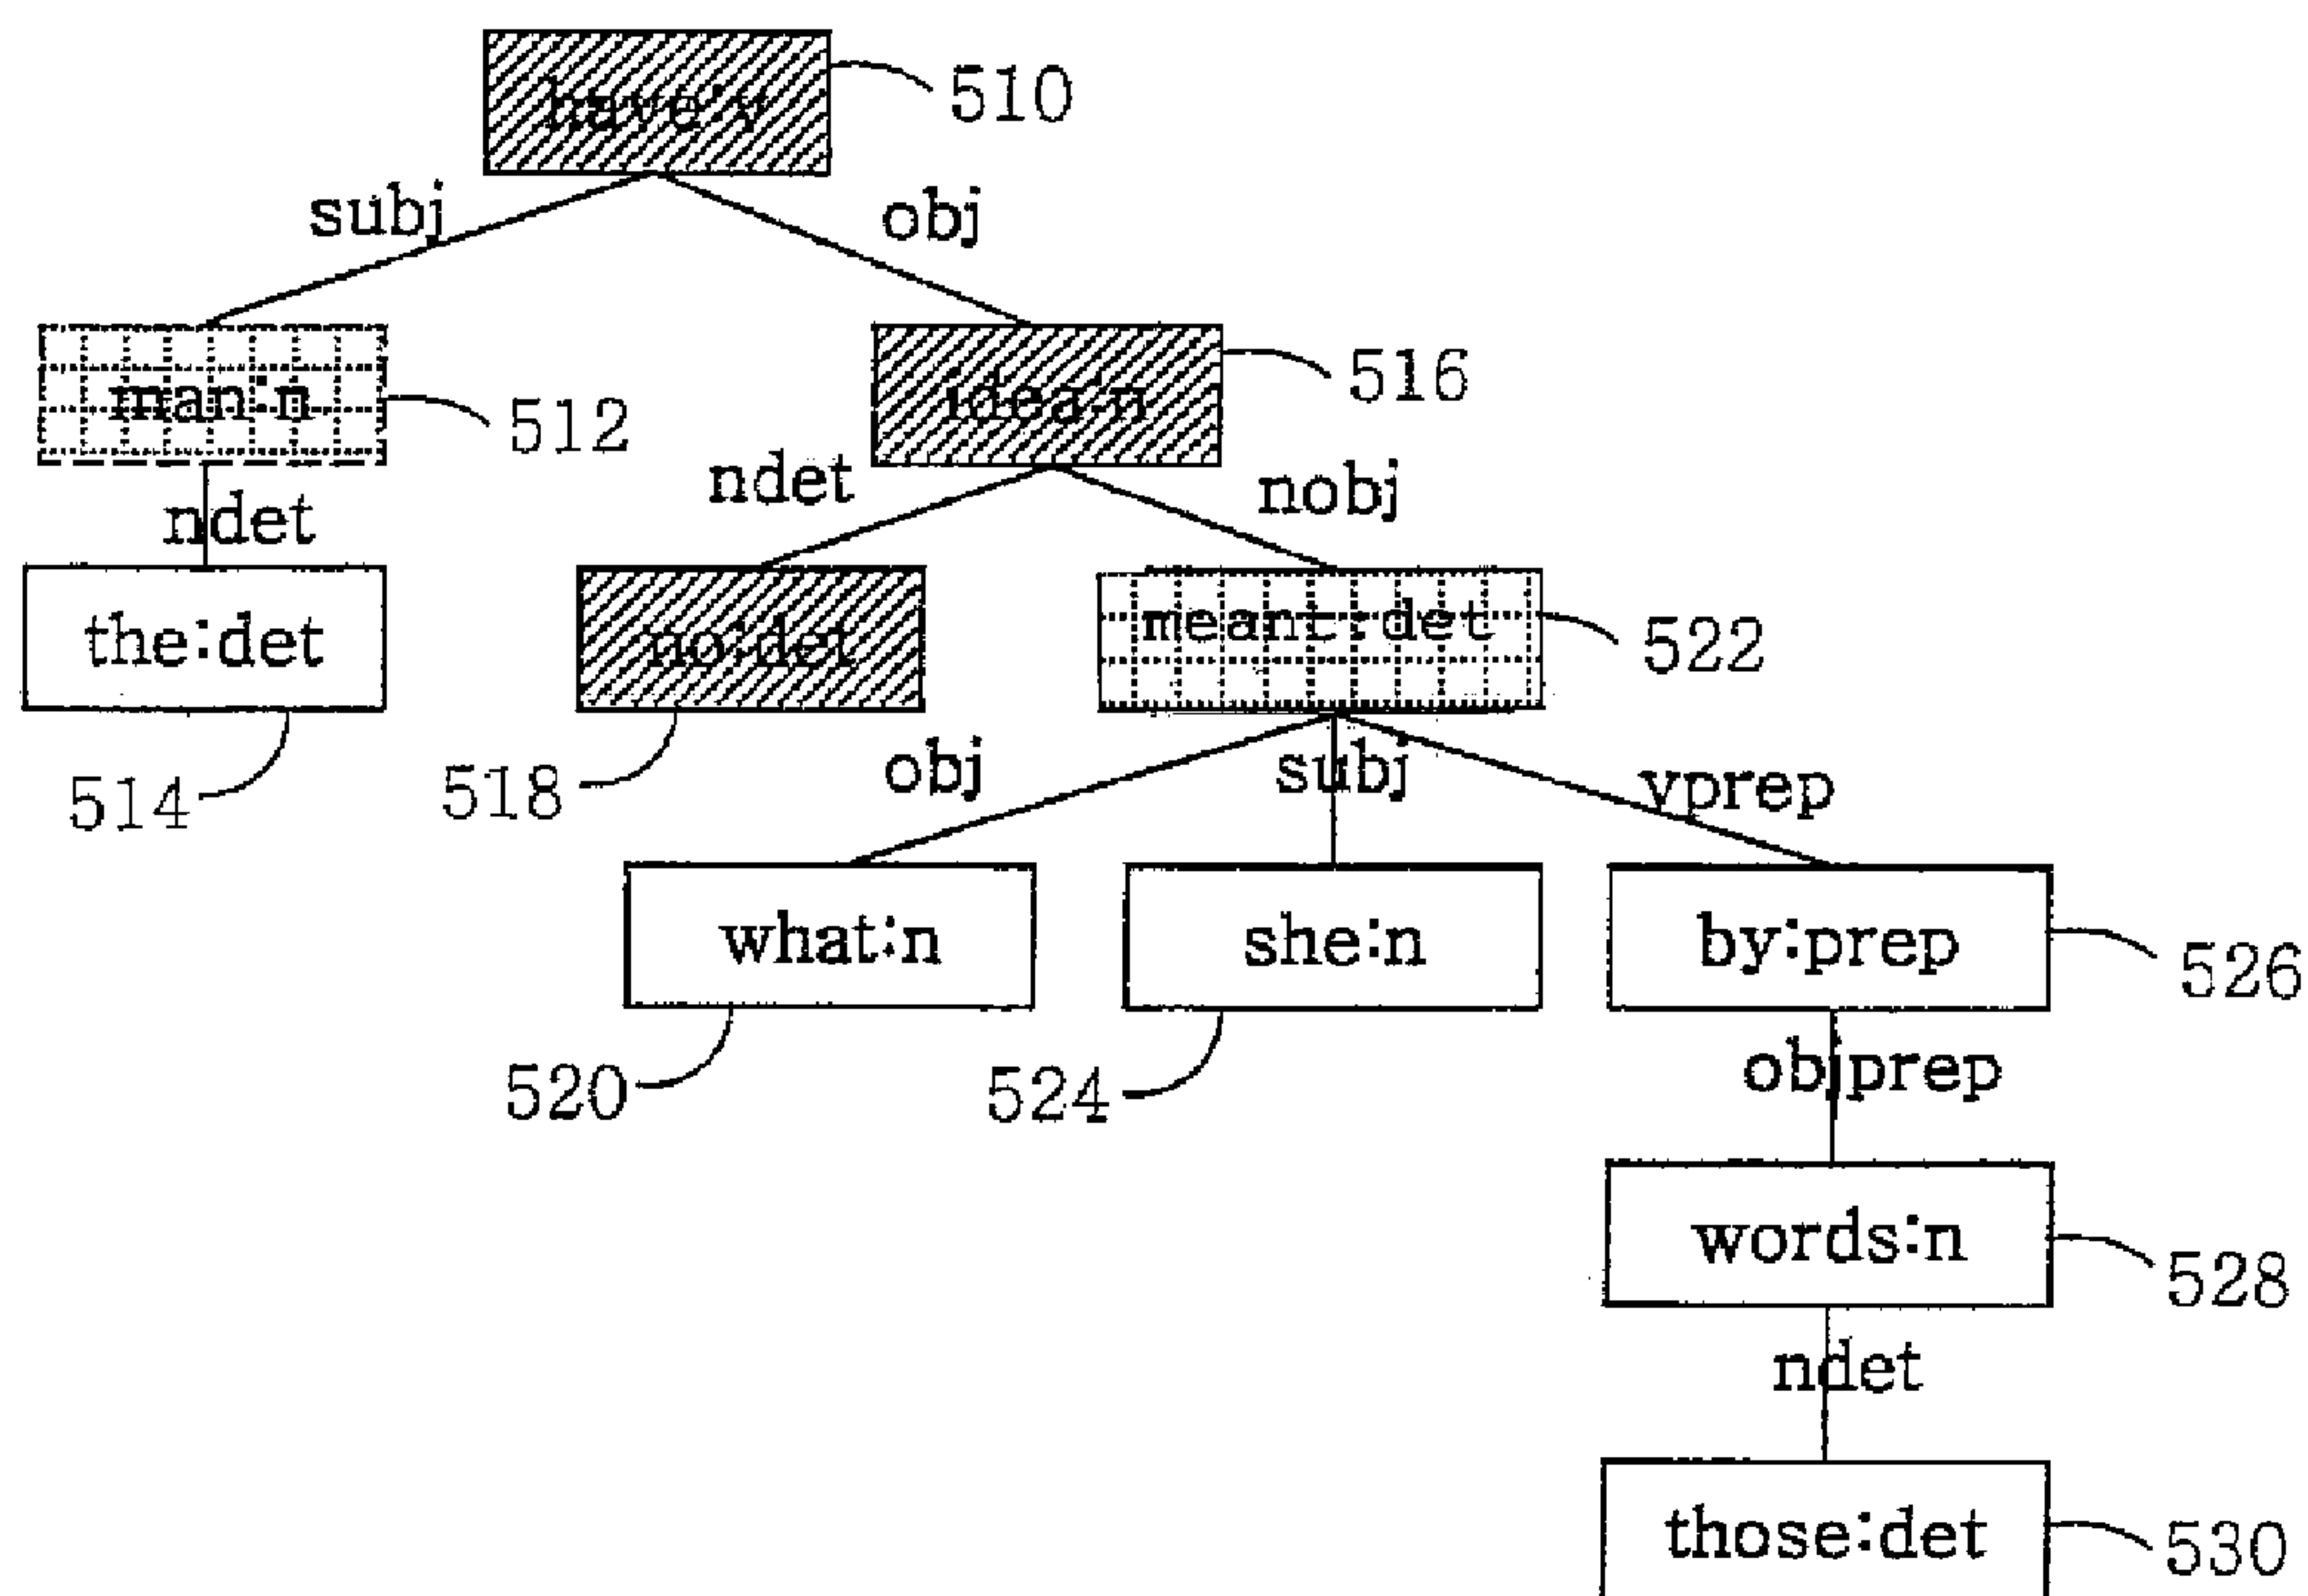 have:v
510
subj
obj
man:n
512
idea:n
516
ndet
ndet
nobj
the:det
514
no:det
518
meant:det
522
obj
subj
vprep
what:n
520
she:n
524
by:prep
526
objprep
words:n
528
ndet
those:det
530